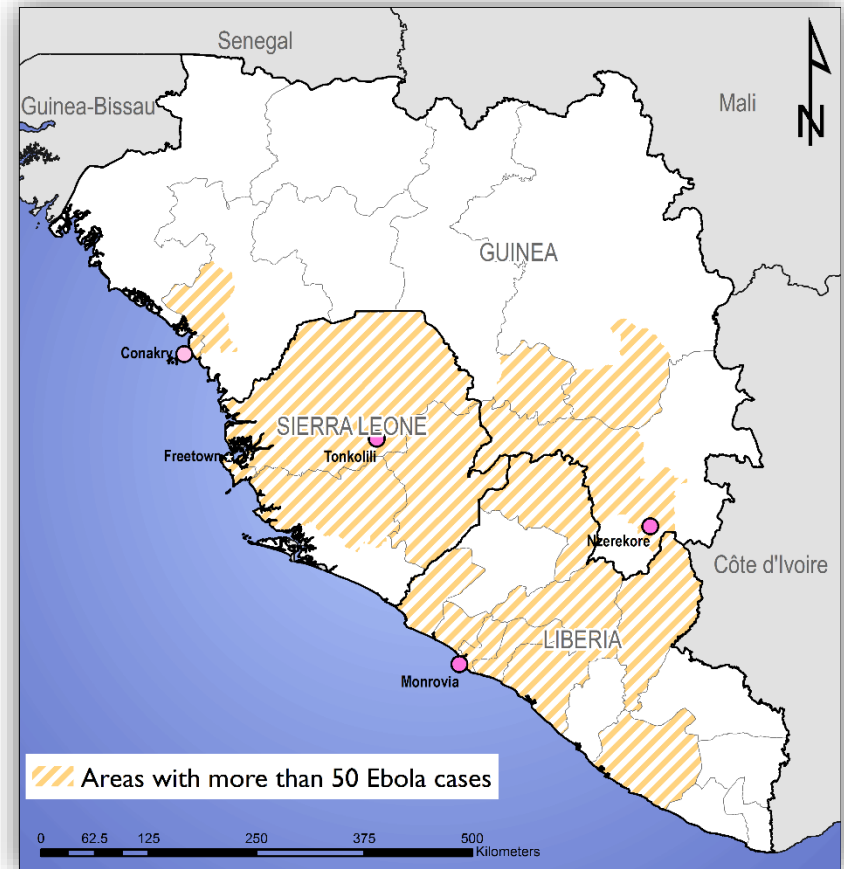 Senegal
Guinea-Bissau
Mali
N
GUINEA
Conakry
SIERRA LEONE
Freetown
Tonkolili
Nzerekore
Côte d'Ivoire
LIBERIA
Monrovia
Areas with more than 50 Ebola cases
0 62.5 125 250 375 500
Kilometers